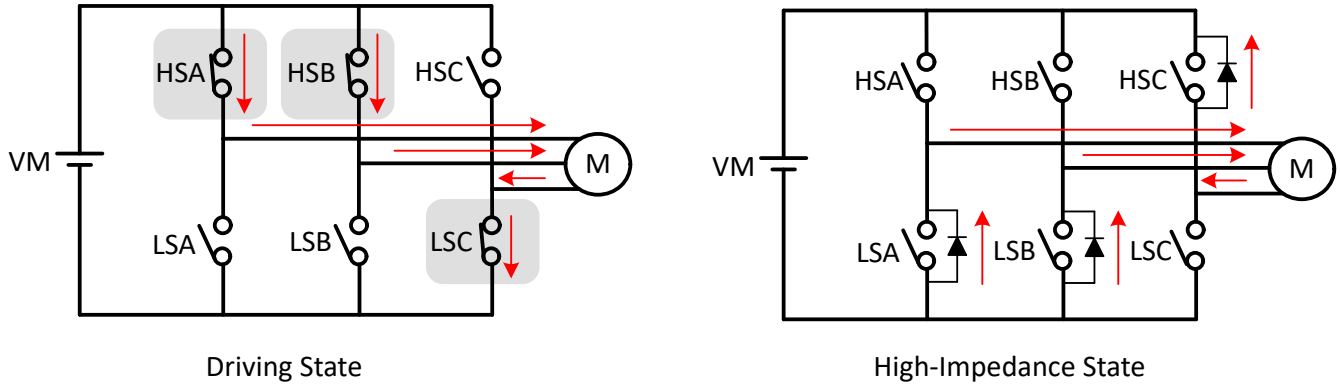 HSA
HSB
HSC
VM
M
LSA
LSB
LSC
Driving State
HSA
HSB
HSC
VM
M
LSA
LSB
LSC
High-Impedance State